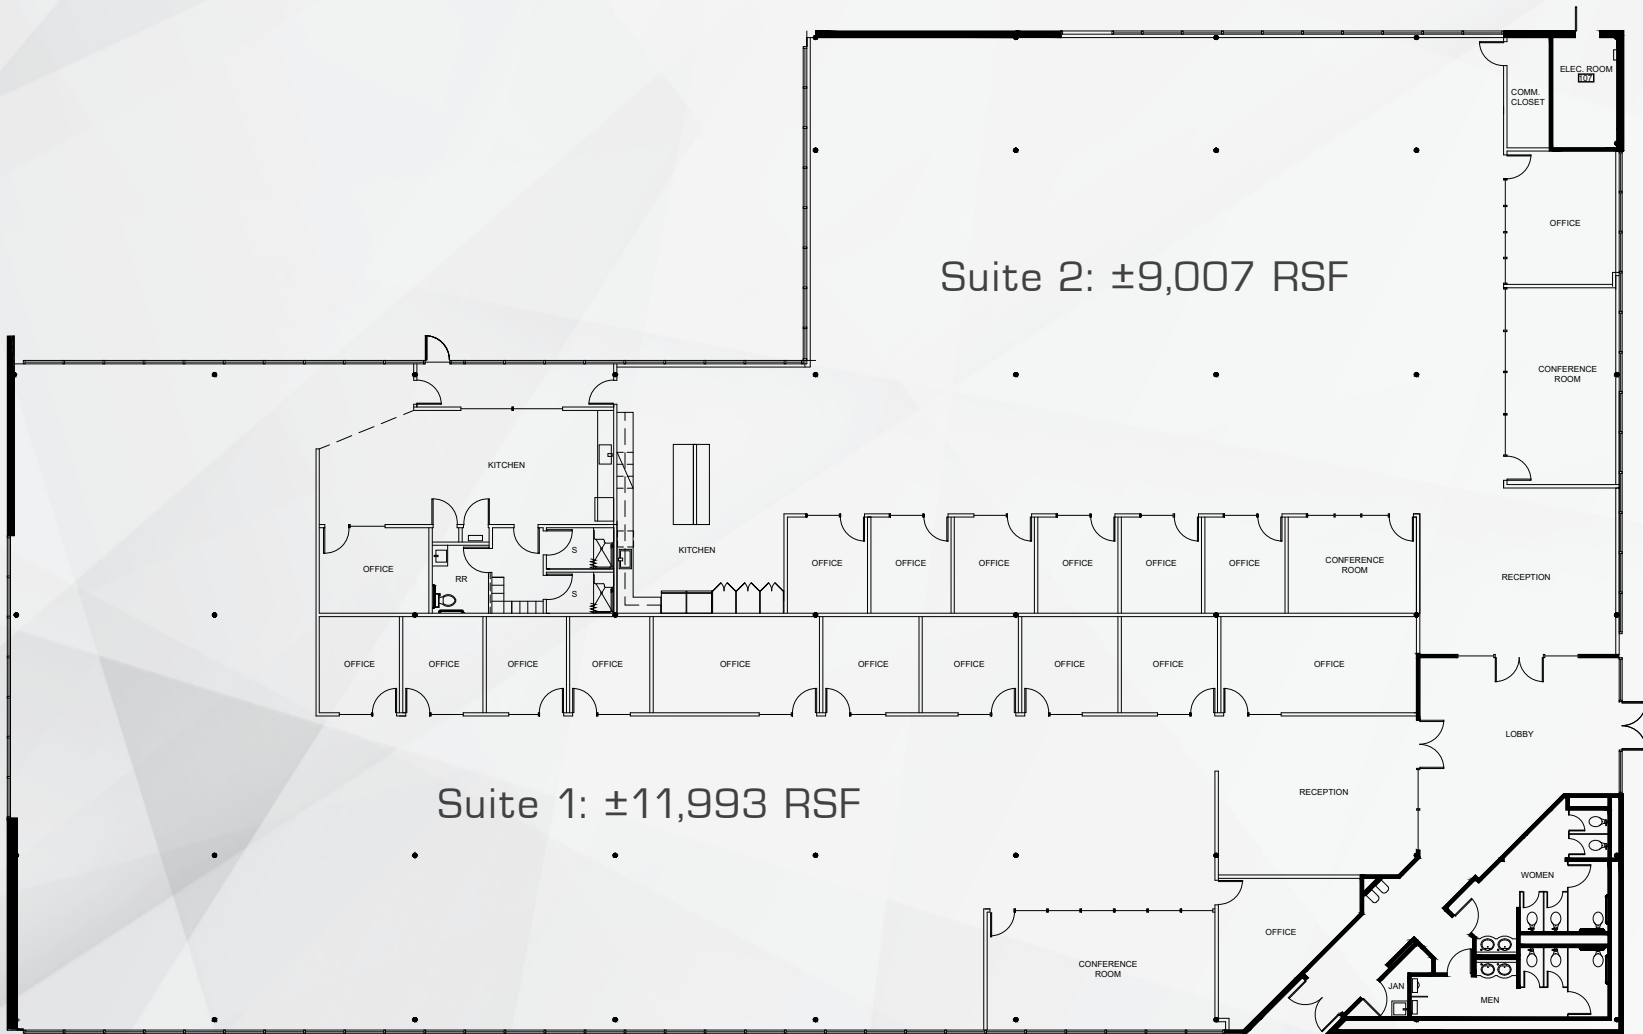 ELEC. ROOM
107
COMM.
CLOSET
OFFICE
Suite 2: ±9,007 RSF
CONFERENCE
ROOM
KITCHEN
KITCHEN
OFFICE
RR
S
S
OFFICE
OFFICE
OFFICE
OFFICE
OFFICE
OFFICE
CONFERENCE
ROOM
RECEPTION
OFFICE
OFFICE
OFFICE
OFFICE
OFFICE
OFFICE
OFFICE
OFFICE
OFFICE
OFFICE
LOBBY
Suite 1: ±11,993 RSF
RECEPTION
WOMEN
OFFICE
CONFERENCE
ROOM
JAN
MEN